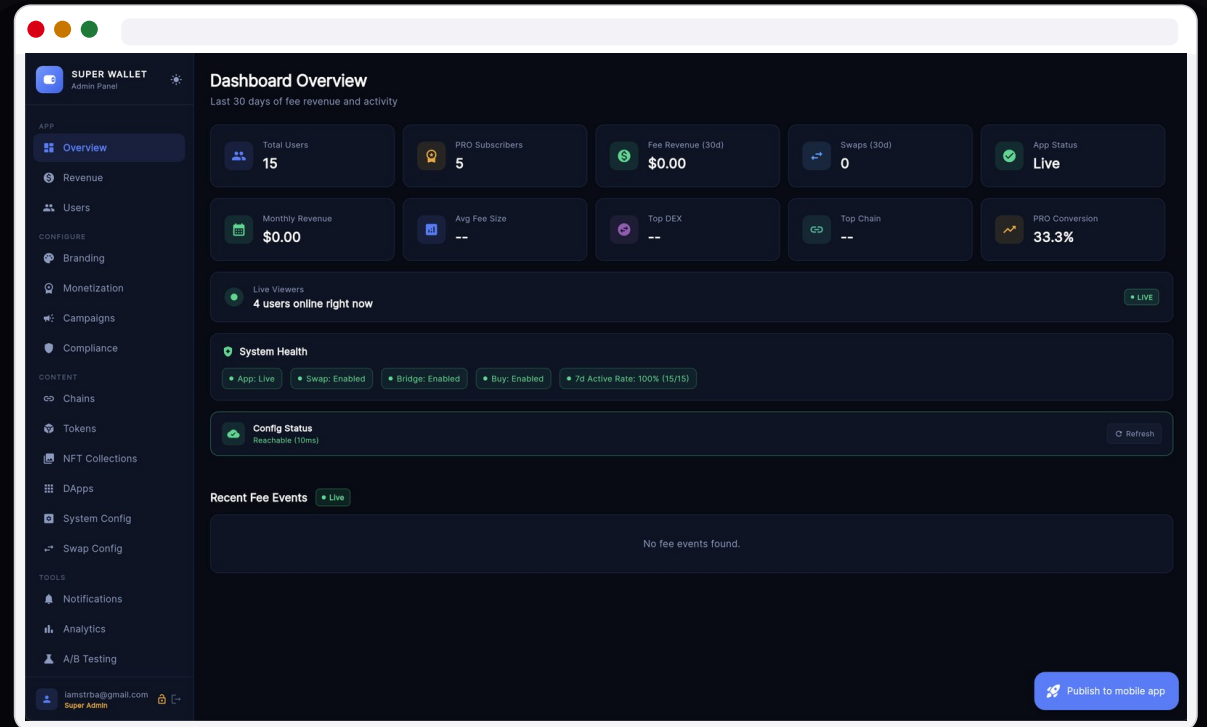 SUPER WALLET
Admin Panel
APP
Overview
Revenue
Users
CONFIGURE
Branding
Monetization
Campaigns
Compliance
CONTENT
Chains
Tokens
NFT Collections
DApps
System Config
Swap Config
TOOLS
Notifications
Analytics
A/B Testing
iamstrba@gmail.com
Super Admin
Dashboard Overview
Last 30 days of fee revenue and activity
Total Users
15
PRO Subscribers
5
Fee Revenue (30d)
$0.00
Swaps (30d)
0
App Status
Live
Monthly Revenue
$0.00
Avg Fee Size
--
Top DEX
--
Top Chain
--
PRO Conversion
33.3%
Live Viewers
4 users online right now
LIVE
System Health
App: Live
Swap: Enabled
Bridge: Enabled
Buy: Enabled
7d Active Rate: 100% (15/15)
Config Status
Reachable (10ms)
Refresh
Recent Fee Events
Live
No fee events found.
Publish to mobile app